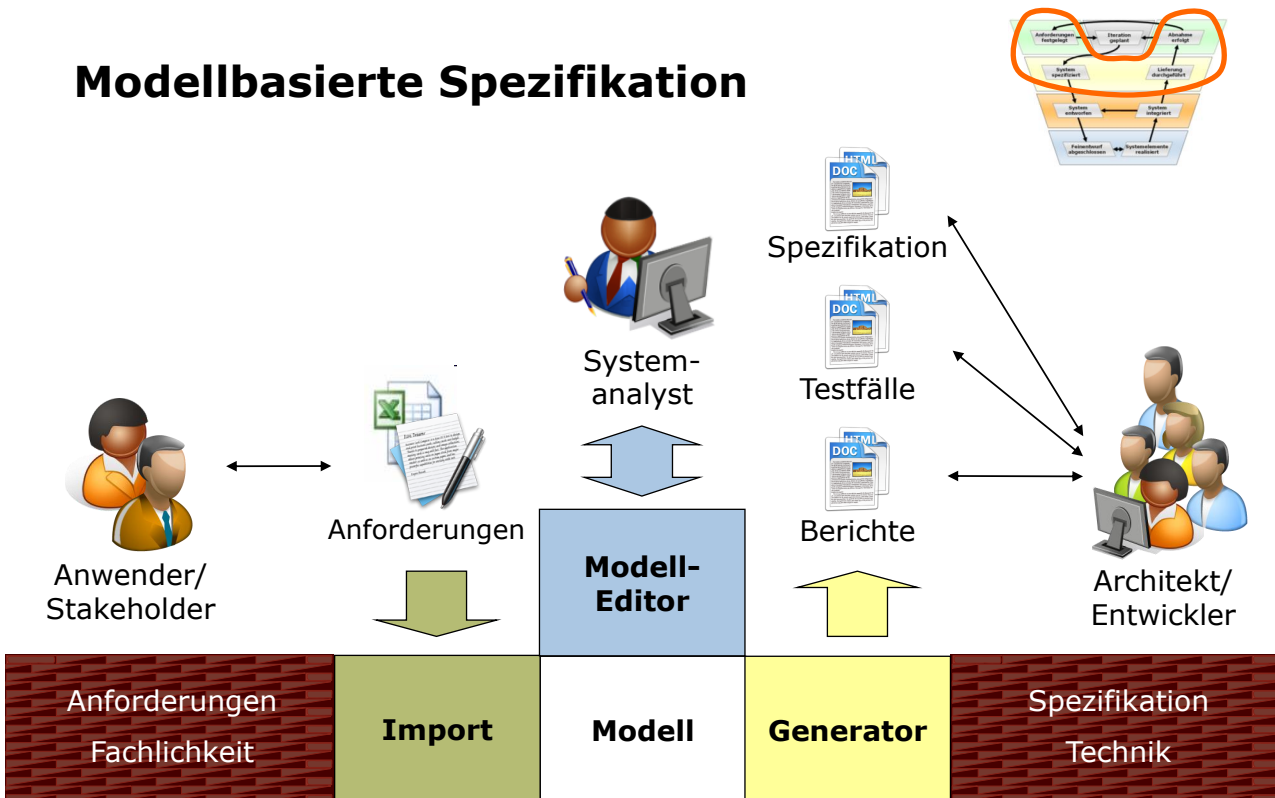 Modellbasierte Spezifikation
Anforderungen
festgelegt
Iteration
geplant
Abnahme
erfolgt
System
spezifiziert
Lieferung
durchgeführt
System
entworfen
System
integriert
Feinentwurf
abgeschlossen
Systemelemente
realisiert
HTML
DOC
Spezifikation
HTML
DOC
Testfälle
HTML
DOC
Berichte
System-
analyst
Anforderungen
Anwender/
Stakeholder
Architekt/
Entwickler
Modell-
Editor
Anforderungen
Fachlichkeit
Import
Modell
Generator
Spezifikation
Technik